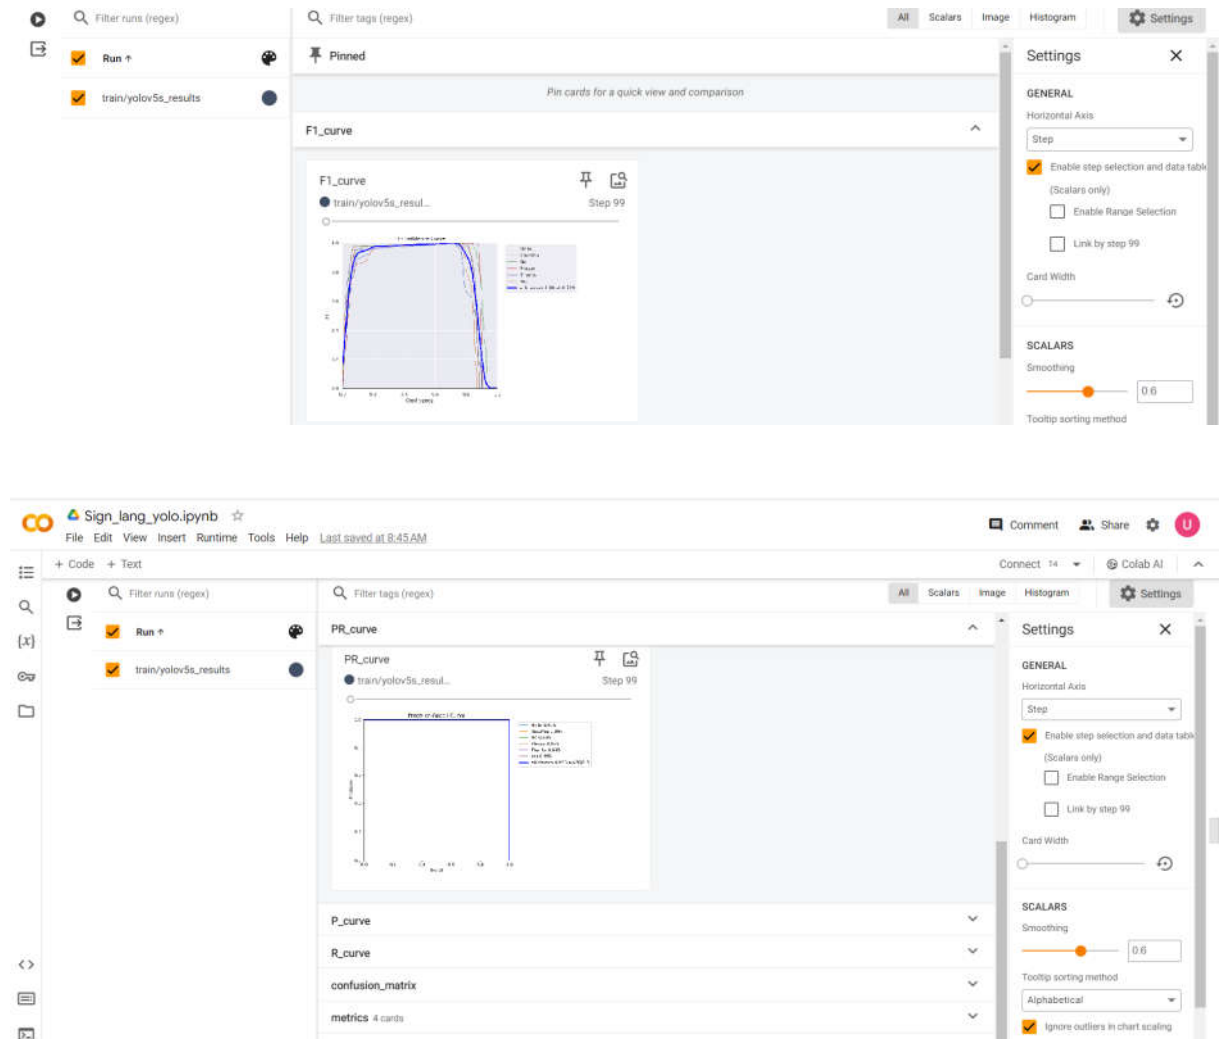 Filter runs (regex)
Filter tags (regex)
All Scalars Image Histogram
Settings
Run ↑
train/yolov5s_results
Pinned
Pin cards for a quick view and comparison
F1_curve
F1_curve
train/yolov5s_resul...
Step 99
Settings
GENERAL
Horizontal Axis
Step
Enable step selection and data table
(Scalars only)
Enable Range Selection
Link by step 99
Card Width
SCALARS
Smoothing
0.6
Tooltip sorting method
Sign_lang_yolo.ipynb
File Edit View Insert Runtime Tools Help Last saved at 8:45 AM
Comment Share U
+ Code + Text
Connect T4 Colab AI
Filter runs (regex)
Filter tags (regex)
All Scalars Image Histogram
Settings
Run ↑
train/yolov5s_results
PR_curve
PR_curve
train/yolov5s_resul...
Step 99
P_curve
R_curve
confusion_matrix
metrics 4 cards
Settings
GENERAL
Horizontal Axis
Step
Enable step selection and data table
(Scalars only)
Enable Range Selection
Link by step 99
Card Width
SCALARS
Smoothing
0.6
Tooltip sorting method
Alphabetical
Ignore outliers in chart scaling